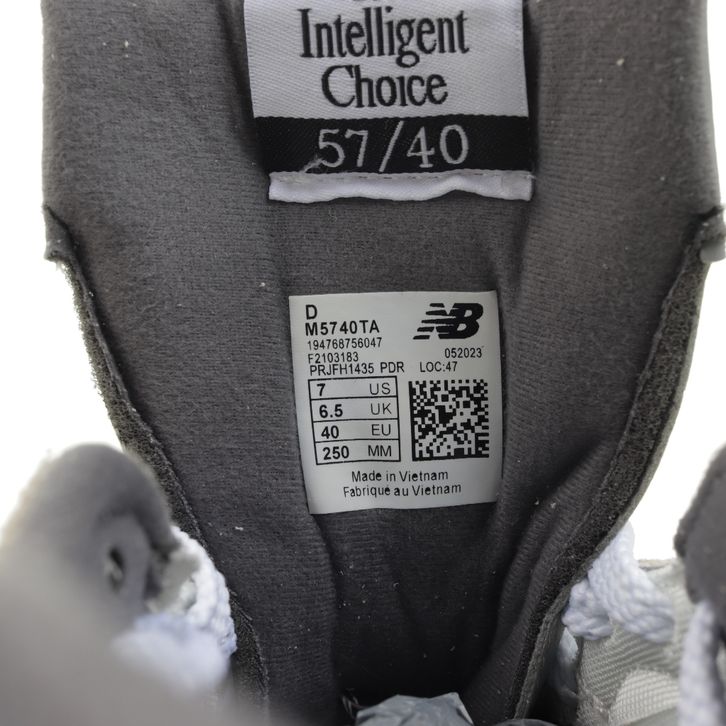 Intelligent
Choice
57/40
D
M5740TA
NB
194768756047
F2103183 052023
PRJFH1435 PDR LOC:47
7 US
6.5 UK
40 EU
250 MM
Made in Vietnam
Fabriqué au Vietnam